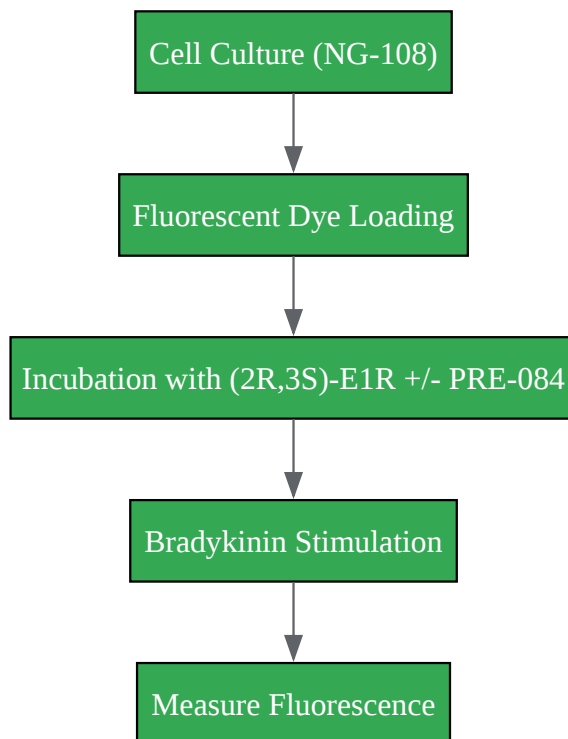 Cell Culture (NG-108)
Fluorescent Dye Loading
Incubation with (2R,3S)-E1R +/- PRE-084
Bradykinin Stimulation
Measure Fluorescence